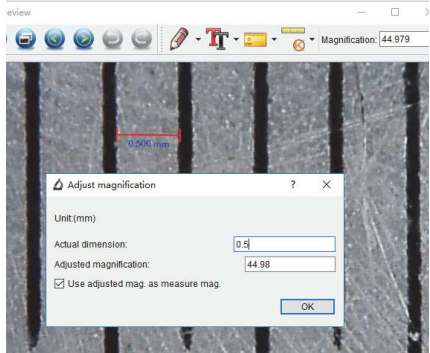 review
Magnification: 44.979
0.500 mm
Adjust magnification
Unit:(mm)
Actual dimension: 0.5
Adjusted magnification: 44.98
Use adjusted mag. as measure mag.
OK